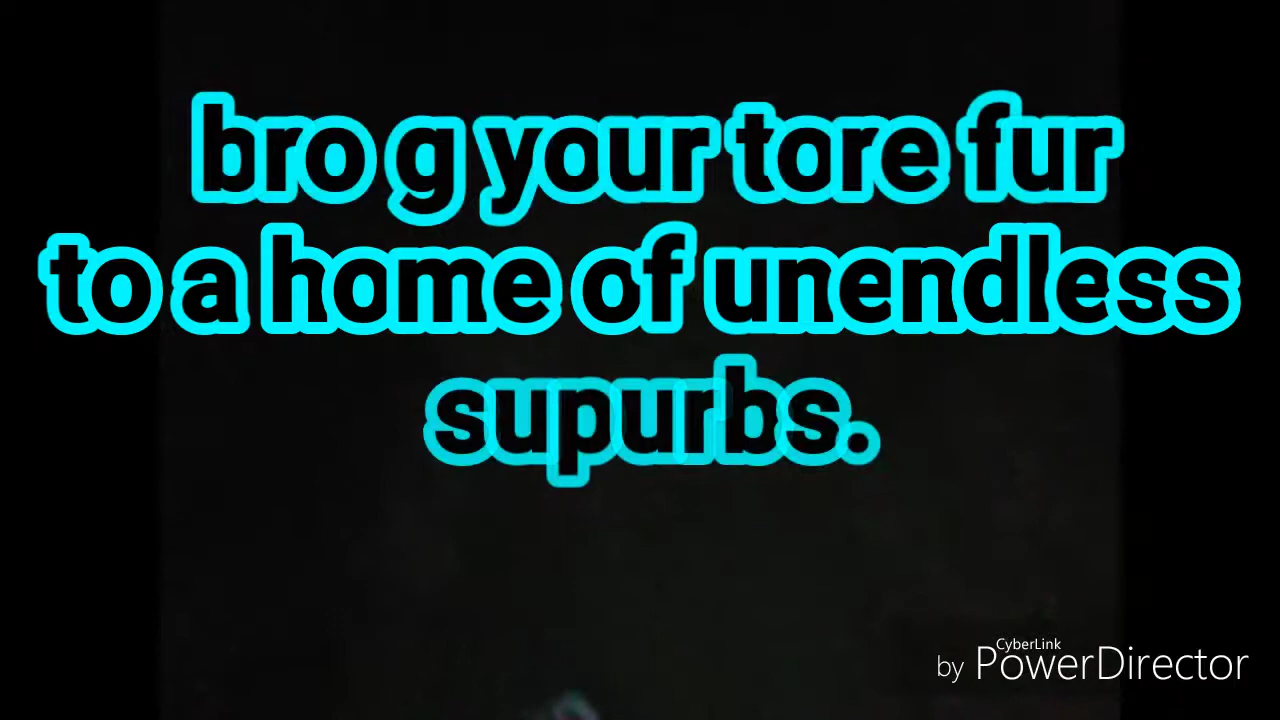 bro g your tore fur
to a home of unendless
supurbs.
CyberLink
by PowerDirector